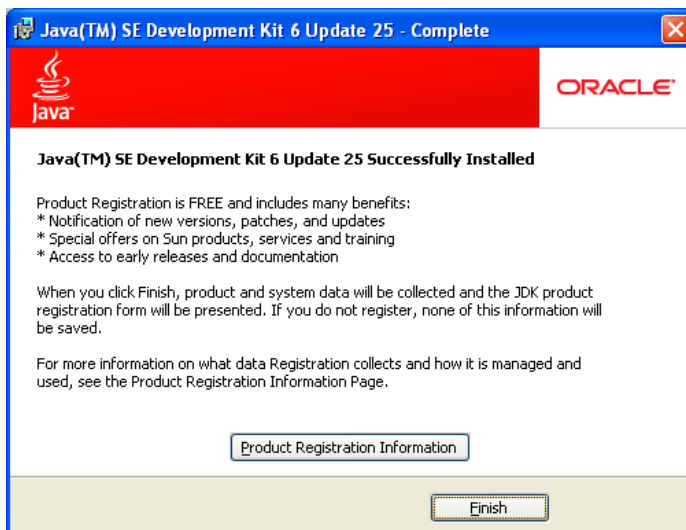 Java(TM) SE Development Kit 6 Update 25 - Complete
Java™
ORACLE®
Java(TM) SE Development Kit 6 Update 25 Successfully Installed
Product Registration is FREE and includes many benefits:
* Notification of new versions, patches, and updates
* Special offers on Sun products, services and training
* Access to early releases and documentation
When you click Finish, product and system data will be collected and the JDK product
registration form will be presented. If you do not register, none of this information will
be saved.
For more information on what data Registration collects and how it is managed and
used, see the Product Registration Information Page.
Product Registration Information
Finish